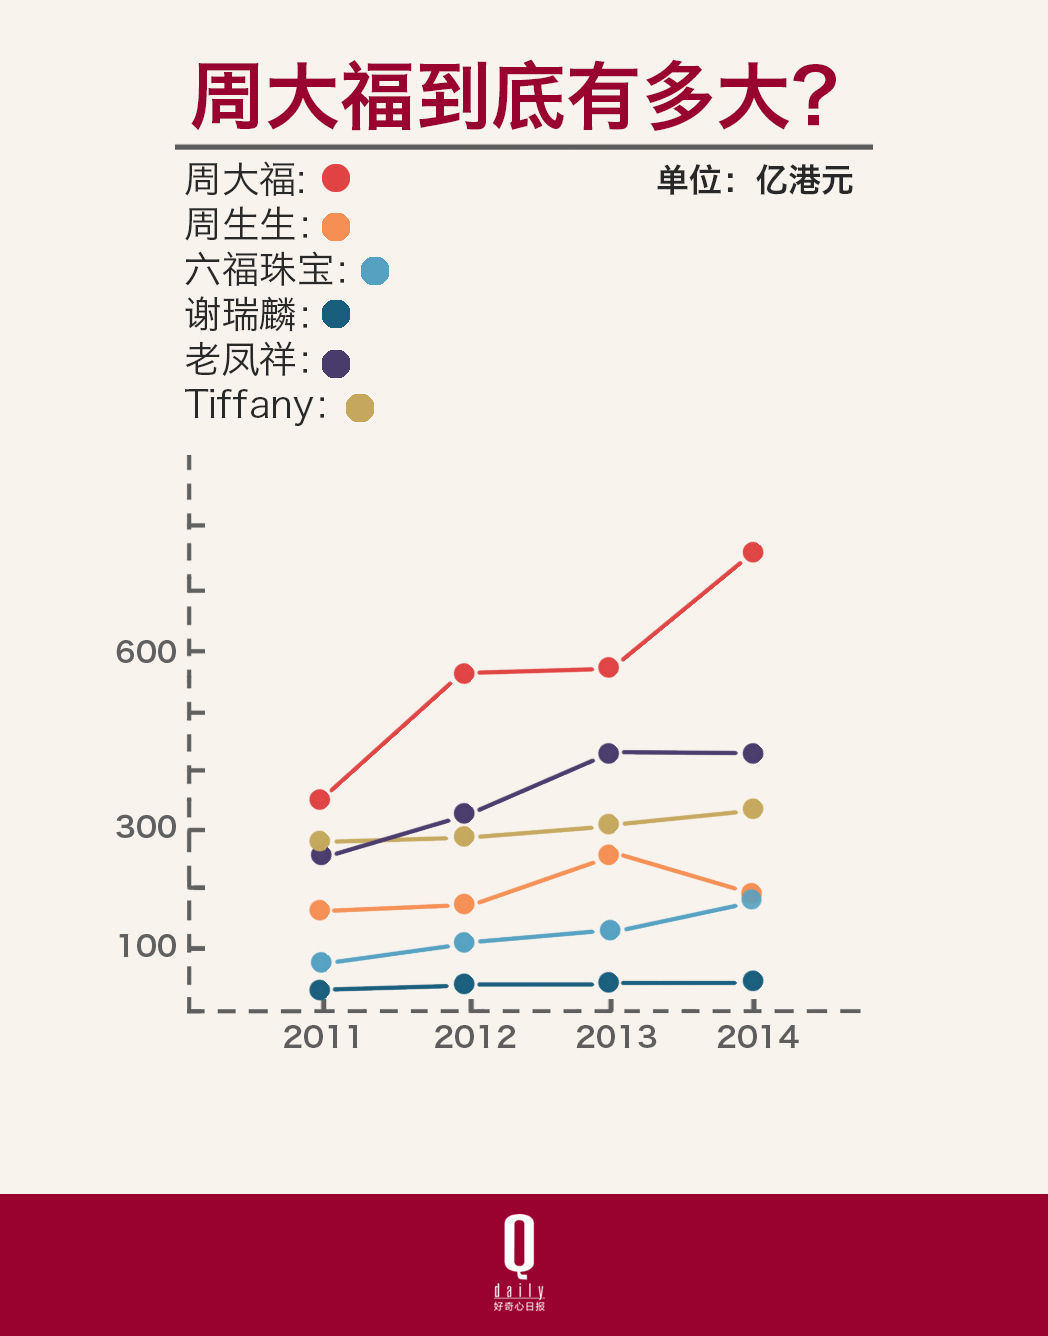 周大福到底有多大?
周大福:
单位：亿港元
周生生:
六福珠宝:
谢瑞麟:
老凤祥:
Tiffany:
600
300
100
2011 2012 2013 2014
Q
daily
好奇心日报